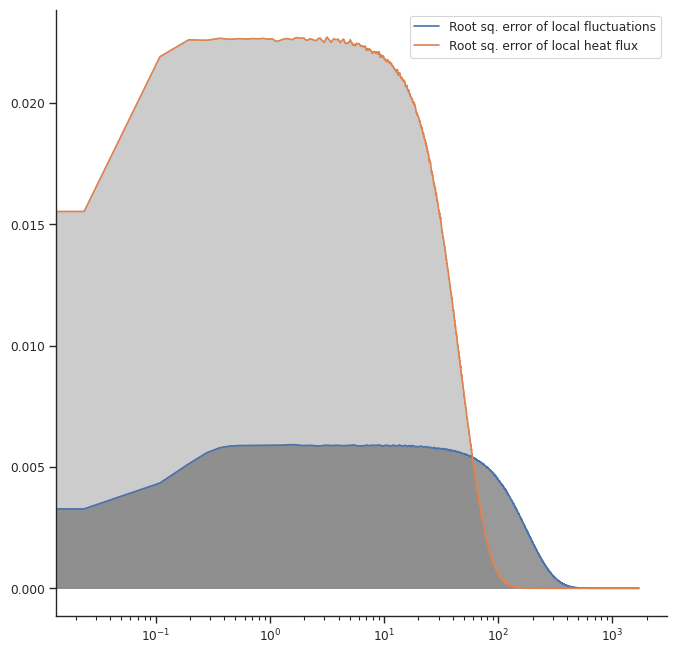 Root sq. error of local fluctuations
Root sq. error of local heat flux
0.020
0.015
0.010
0.005
0.000
10⁻¹ 10⁰ 10¹ 10² 10³